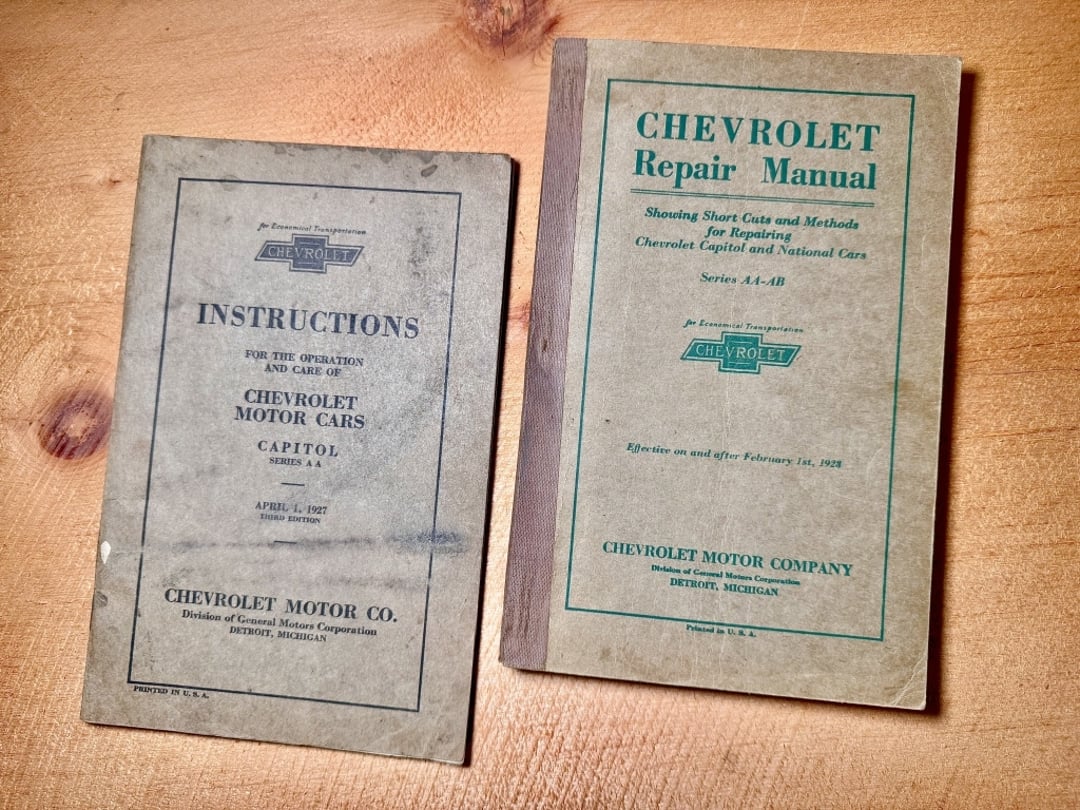 for Economical Transportation
CHEVROLET
INSTRUCTIONS
FOR THE OPERATION
AND CARE OF
CHEVROLET
MOTOR CARS
CAPITOL
SERIES AA
APRIL 1, 1927
THIRD EDITION
CHEVROLET MOTOR CO.
Division of General Motors Corporation
DETROIT, MICHIGAN
PRINTED IN U. S. A.
CHEVROLET
Repair Manual
Showing Short Cuts and Methods
for Repairing
Chevrolet Capitol and National Cars
Series AA-AB
for Economical Transportation
CHEVROLET
Effective on and after February 1st, 1928
CHEVROLET MOTOR COMPANY
Division of General Motors Corporation
DETROIT, MICHIGAN
Printed in U. S. A.